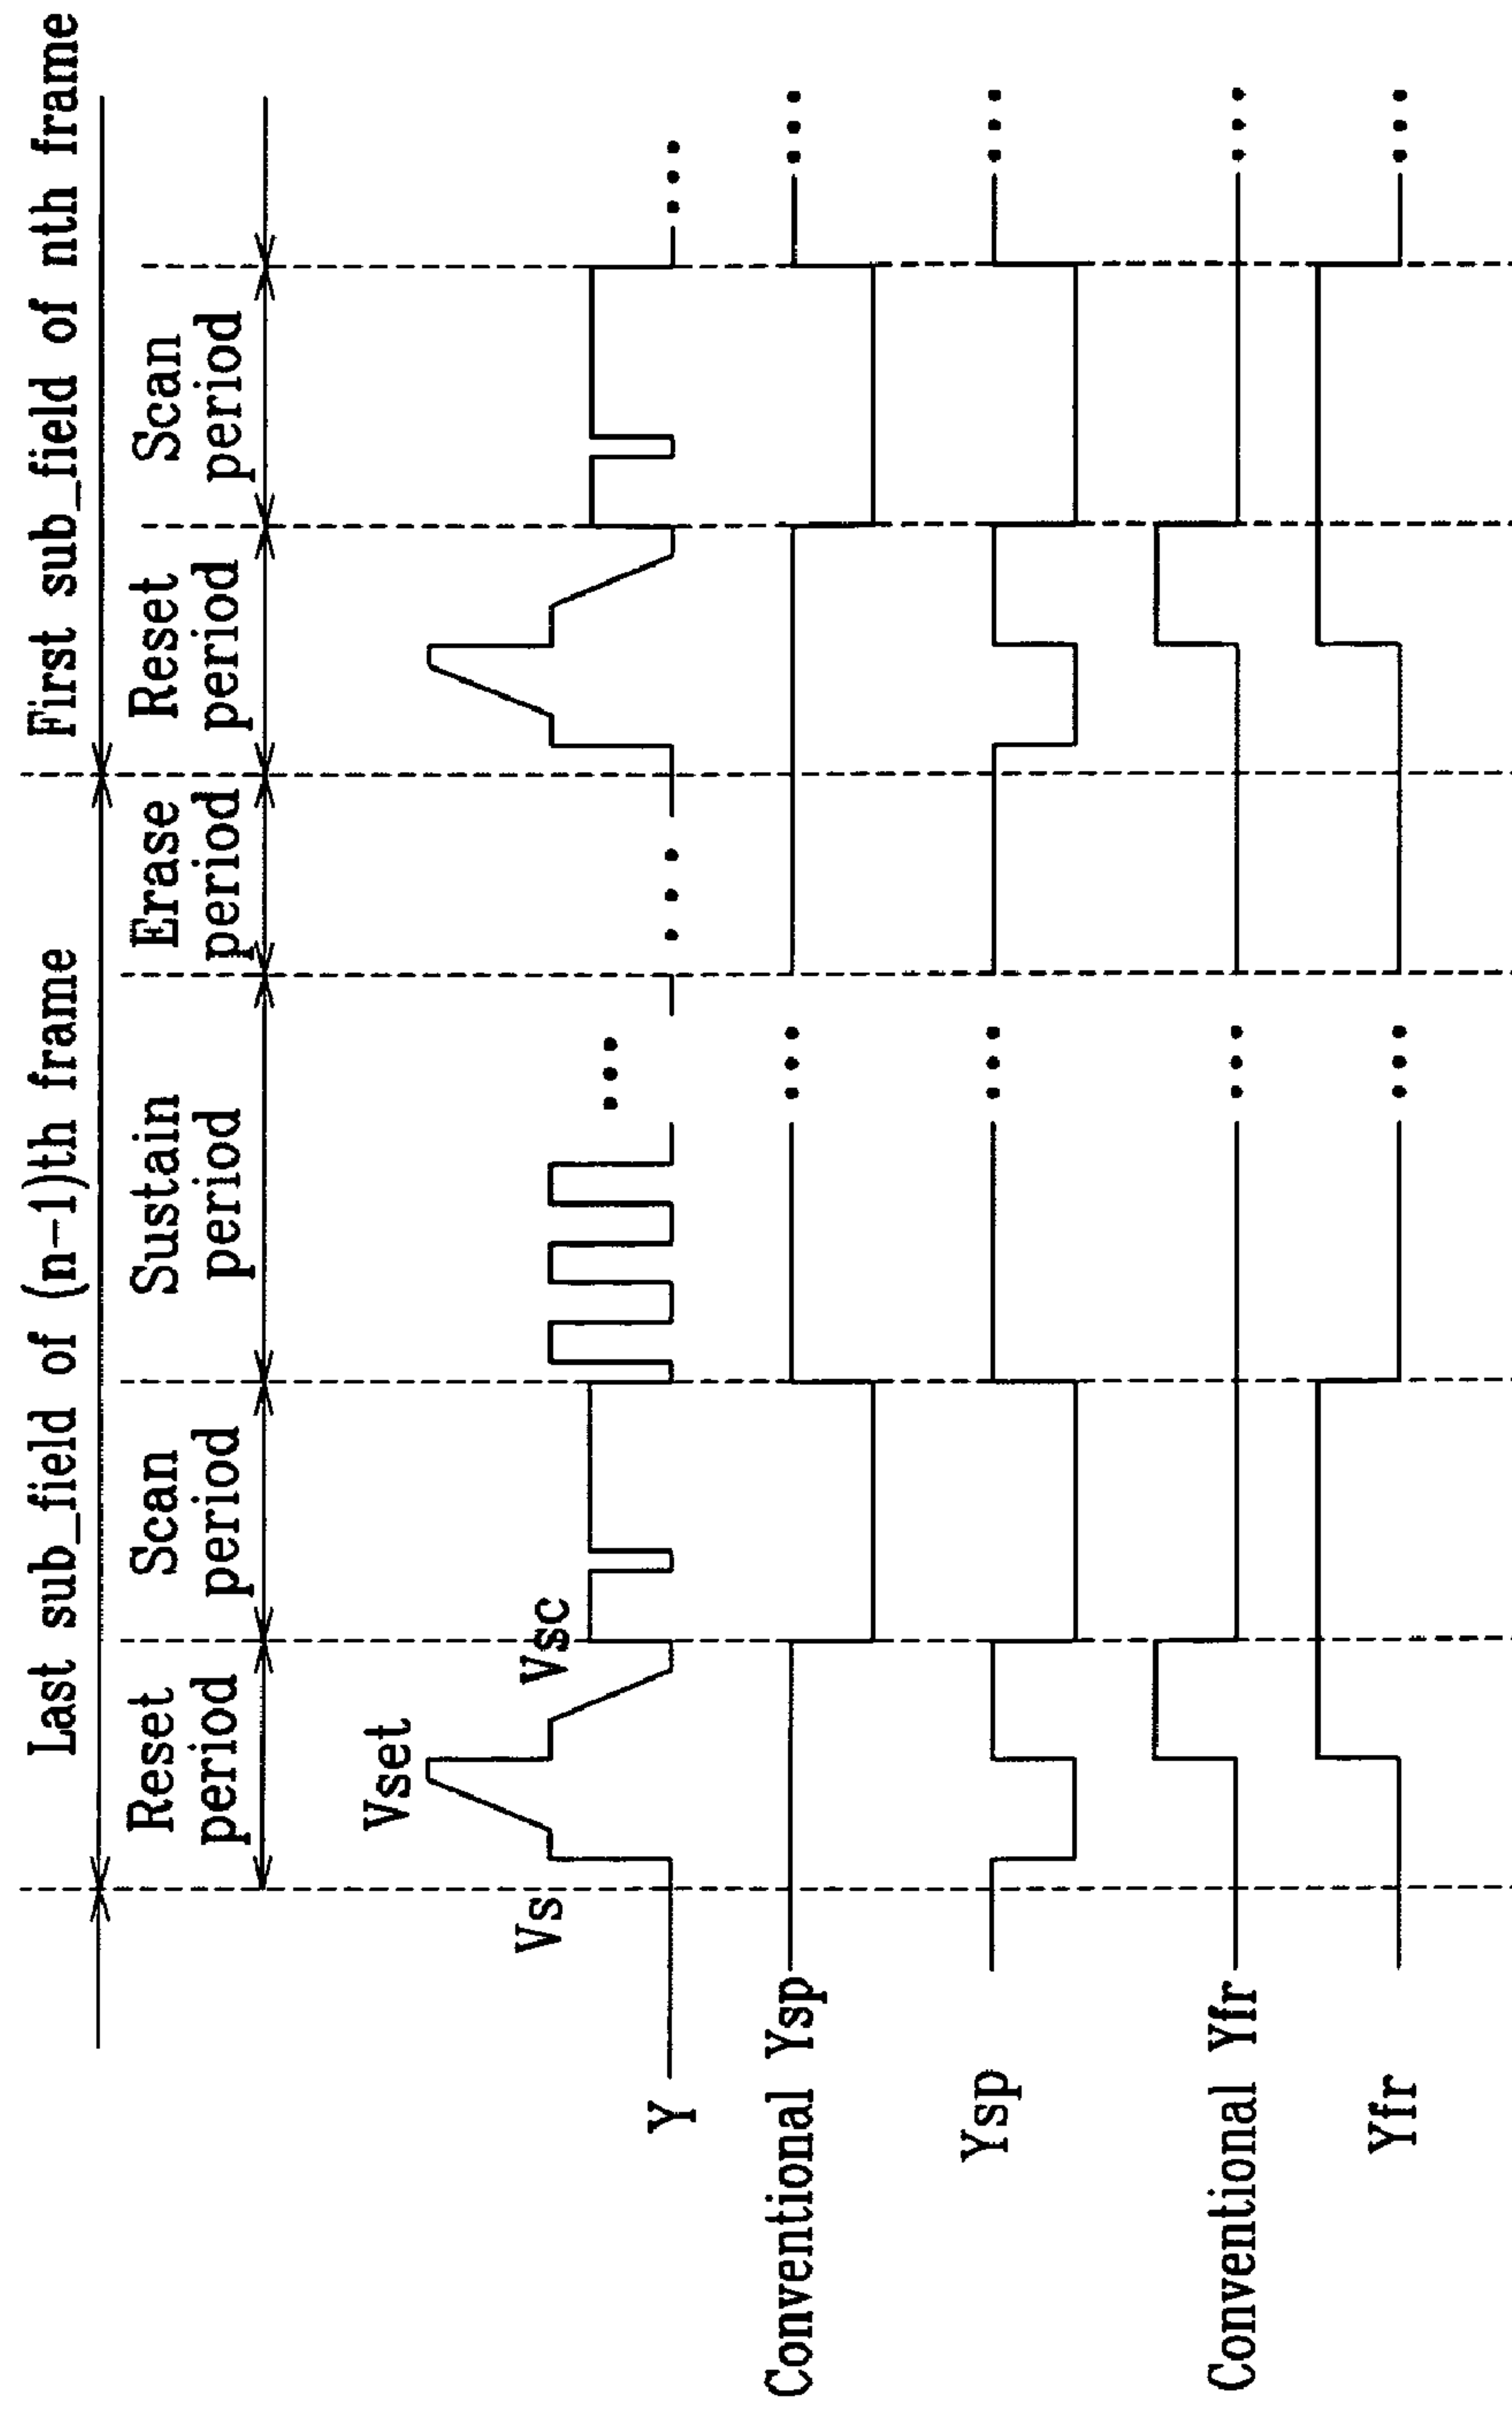 Last sub_field of (n-1)th frame
First sub_field of nth frame
Reset
period
Scan
period
Sustain
period
Erase
period
Reset
period
Scan
period
Vset
Vs
Vsc
Y
Conventional Ysp
Ysp
Conventional Yfr
Yfr